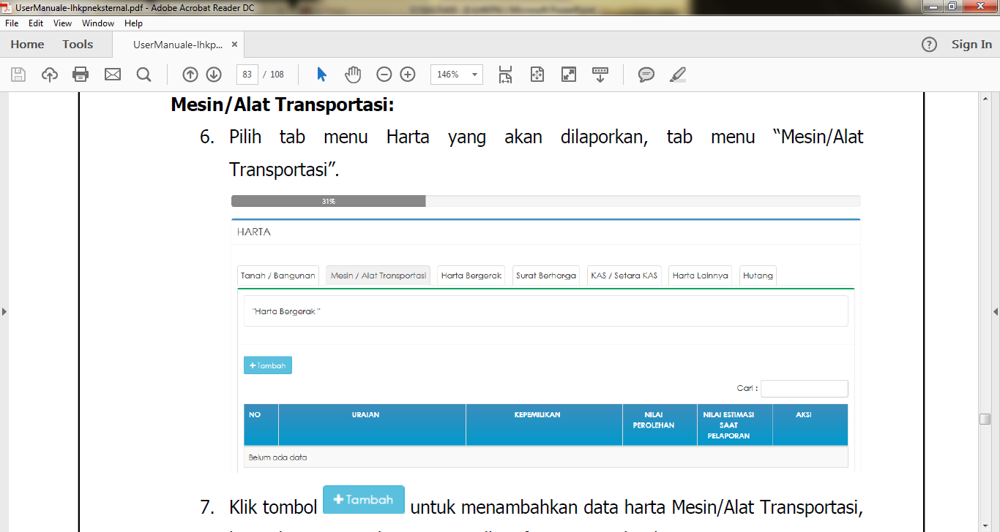 UserManuale-lhkpneksternal.pdf - Adobe Acrobat Reader DC
File Edit View Window Help
Home Tools UserManuale-lhkp... × ? Sign In
83 / 108 146%
Mesin/Alat Transportasi:
6. Pilih tab menu Harta yang akan dilaporkan, tab menu “Mesin/Alat
Transportasi”.
31%
HARTA
Tanah / Bangunan Mesin / Alat Transportasi Harta Bergerak Surat Berharga KAS / Setara KAS Harta Lainnya Hutang
"Harta Bergerak "
+ Tambah
Cari :
NO URAIAN KEPEMILIKAN NILAI PEROLEHAN NILAI ESTIMASI SAAT PELAPORAN AKSI
Belum ada data
7. Klik tombol + Tambah untuk menambahkan data harta Mesin/Alat Transportasi,